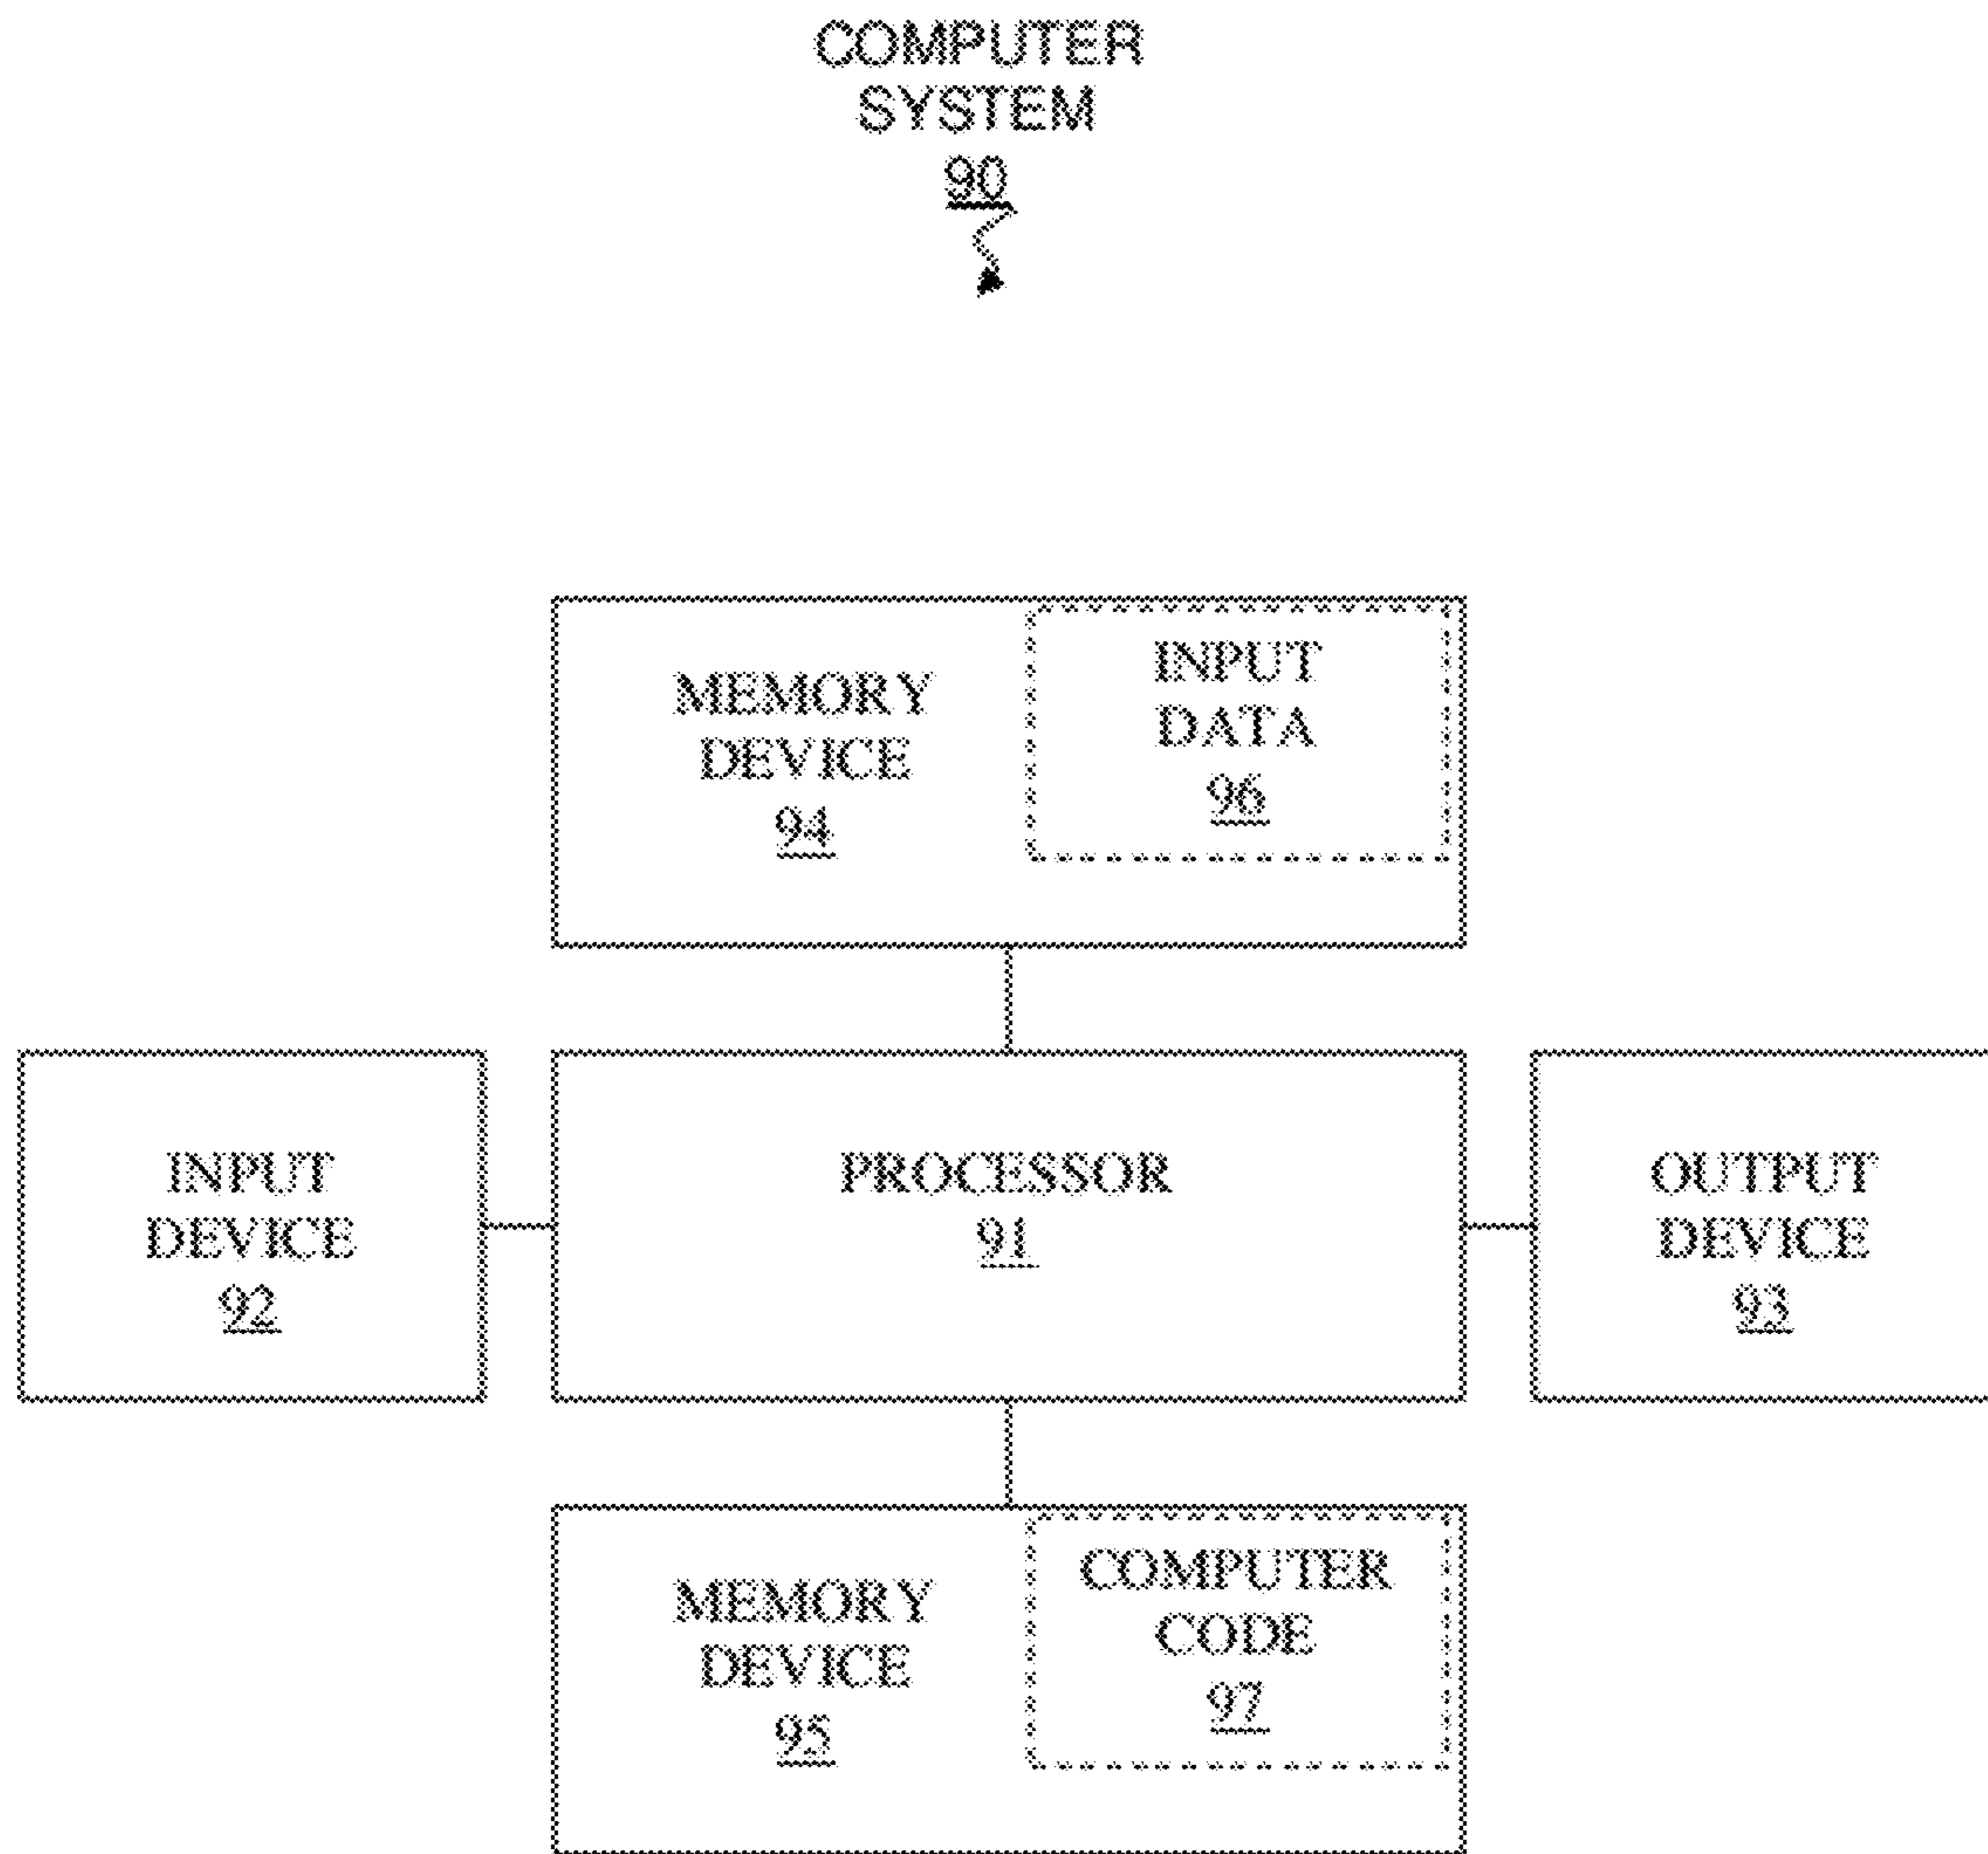 COMPUTER
SYSTEM
90
MEMORY
DEVICE
94
INPUT
DATA
96
INPUT
DEVICE
92
PROCESSOR
91
OUTPUT
DEVICE
93
MEMORY
DEVICE
95
COMPUTER
CODE
97